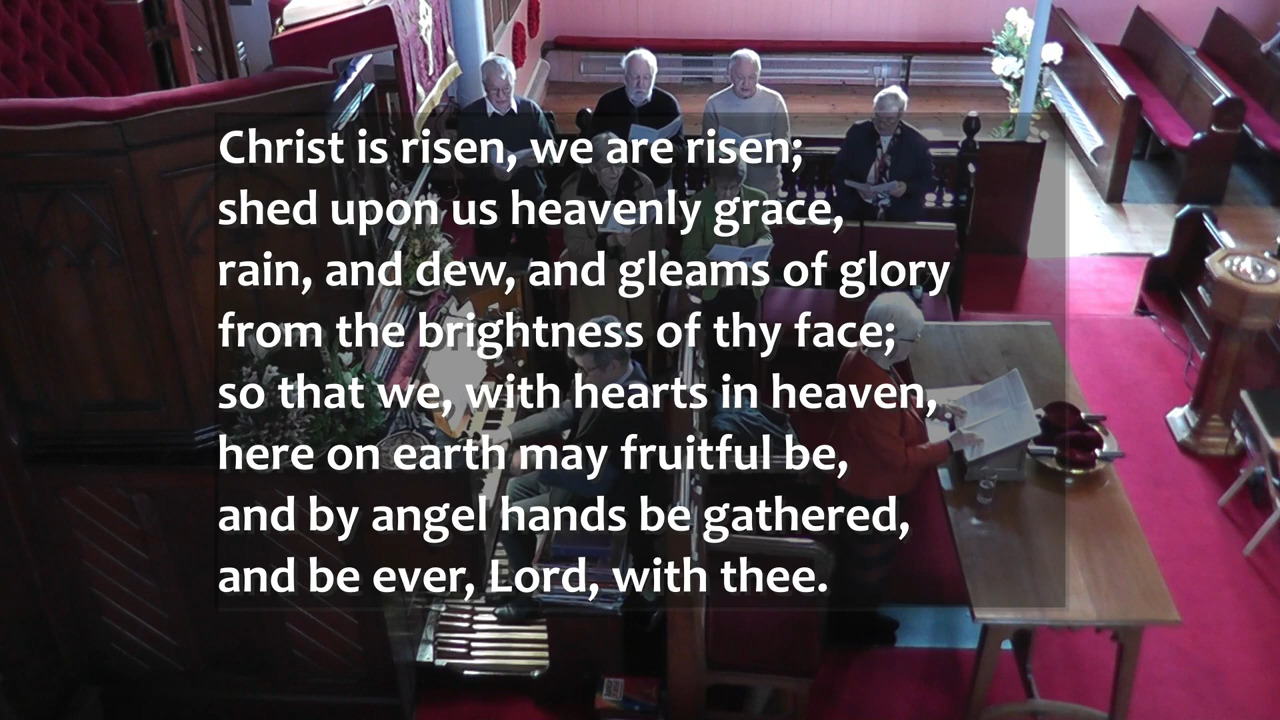 Christ is risen, we are risen;
shed upon us heavenly grace,
rain, and dew, and gleams of glory
from the brightness of thy face;
so that we, with hearts in heaven,
here on earth may fruitful be,
and by angel hands be gathered,
and be ever, Lord, with thee.